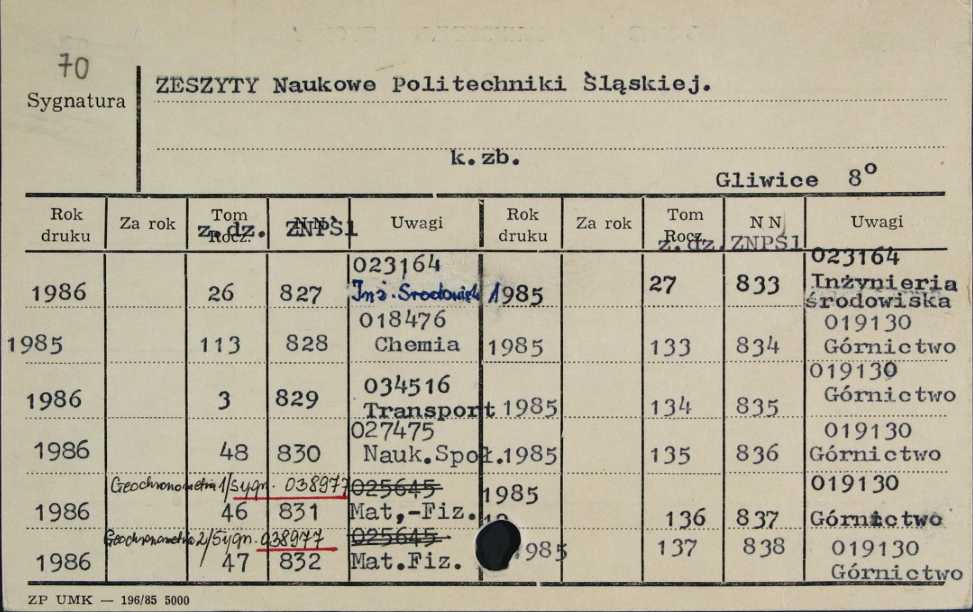 70
Sygnatura
ZESZYTY Naukowe Politechniki Śląskiej.
k.zb.
Gliwice 8º
Rok druku Za rok Tom Rocz. N N Uwagi Rok druku Za rok Tom Rocz. N N Uwagi
z.dz. ZNPŚl z.dz. ZNPŚl
023164 023164
1986 26 827 Inż. Środowisk 1985 27 833 Inżynieria
środowiska
018476 019130
1985 113 828 Chemia 1985 133 834 Górnictwo
034516 019130
1986 3 829 Transport 1985 134 835 Górnictwo
027475 019130
1986 48 830 Nauk.Społ. 1985 135 836 Górnictwo
Geochronometria 1/sygn. 038977 025645 019130
1986 46 831 Mat,-Fiz. 1985 136 837 Górnictwo
Geochronometria 2/Sygn. 038977 025645 019130
1986 47 832 Mat.Fiz. 1985 137 838 Górnictwo
ZP UMK — 196/85 5000